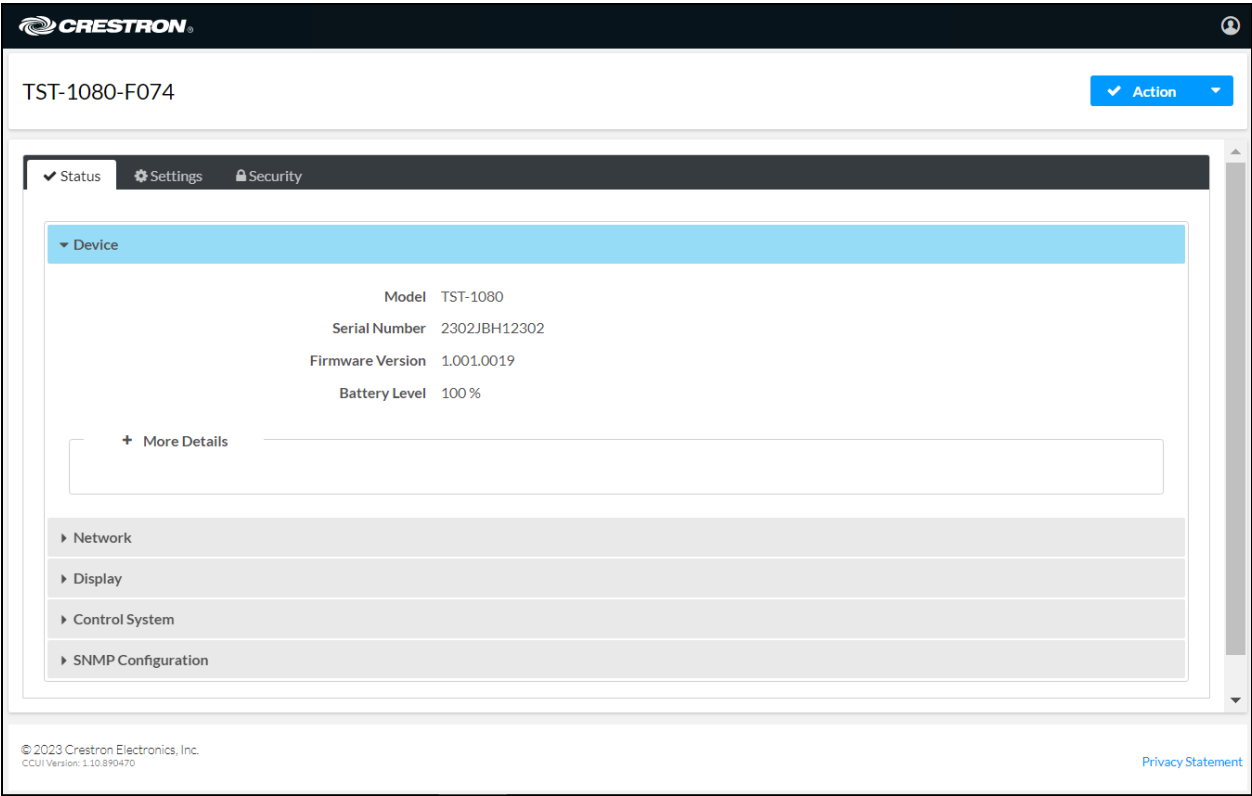 CRESTRON®
TST-1080-F074
Action
Status Settings Security
Device
Model TST-1080
Serial Number 2302JBH12302
Firmware Version 1.001.0019
Battery Level 100 %
+ More Details
Network
Display
Control System
SNMP Configuration
© 2023 Crestron Electronics, Inc.
CCUI Version: 1.10.890470
Privacy Statement